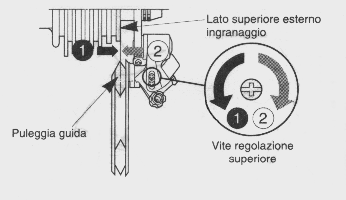 Lato superiore esterno
ingranaggio
1
2
Puleggia guida
1
2
Vite regolazione
superiore